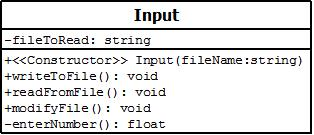 Input
-fileToRead: string
+<<Constructor>> Input(fileName:string)
+writeToFile(): void
+readFromFile(): void
+modifyFile(): void
-enterNumber(): float